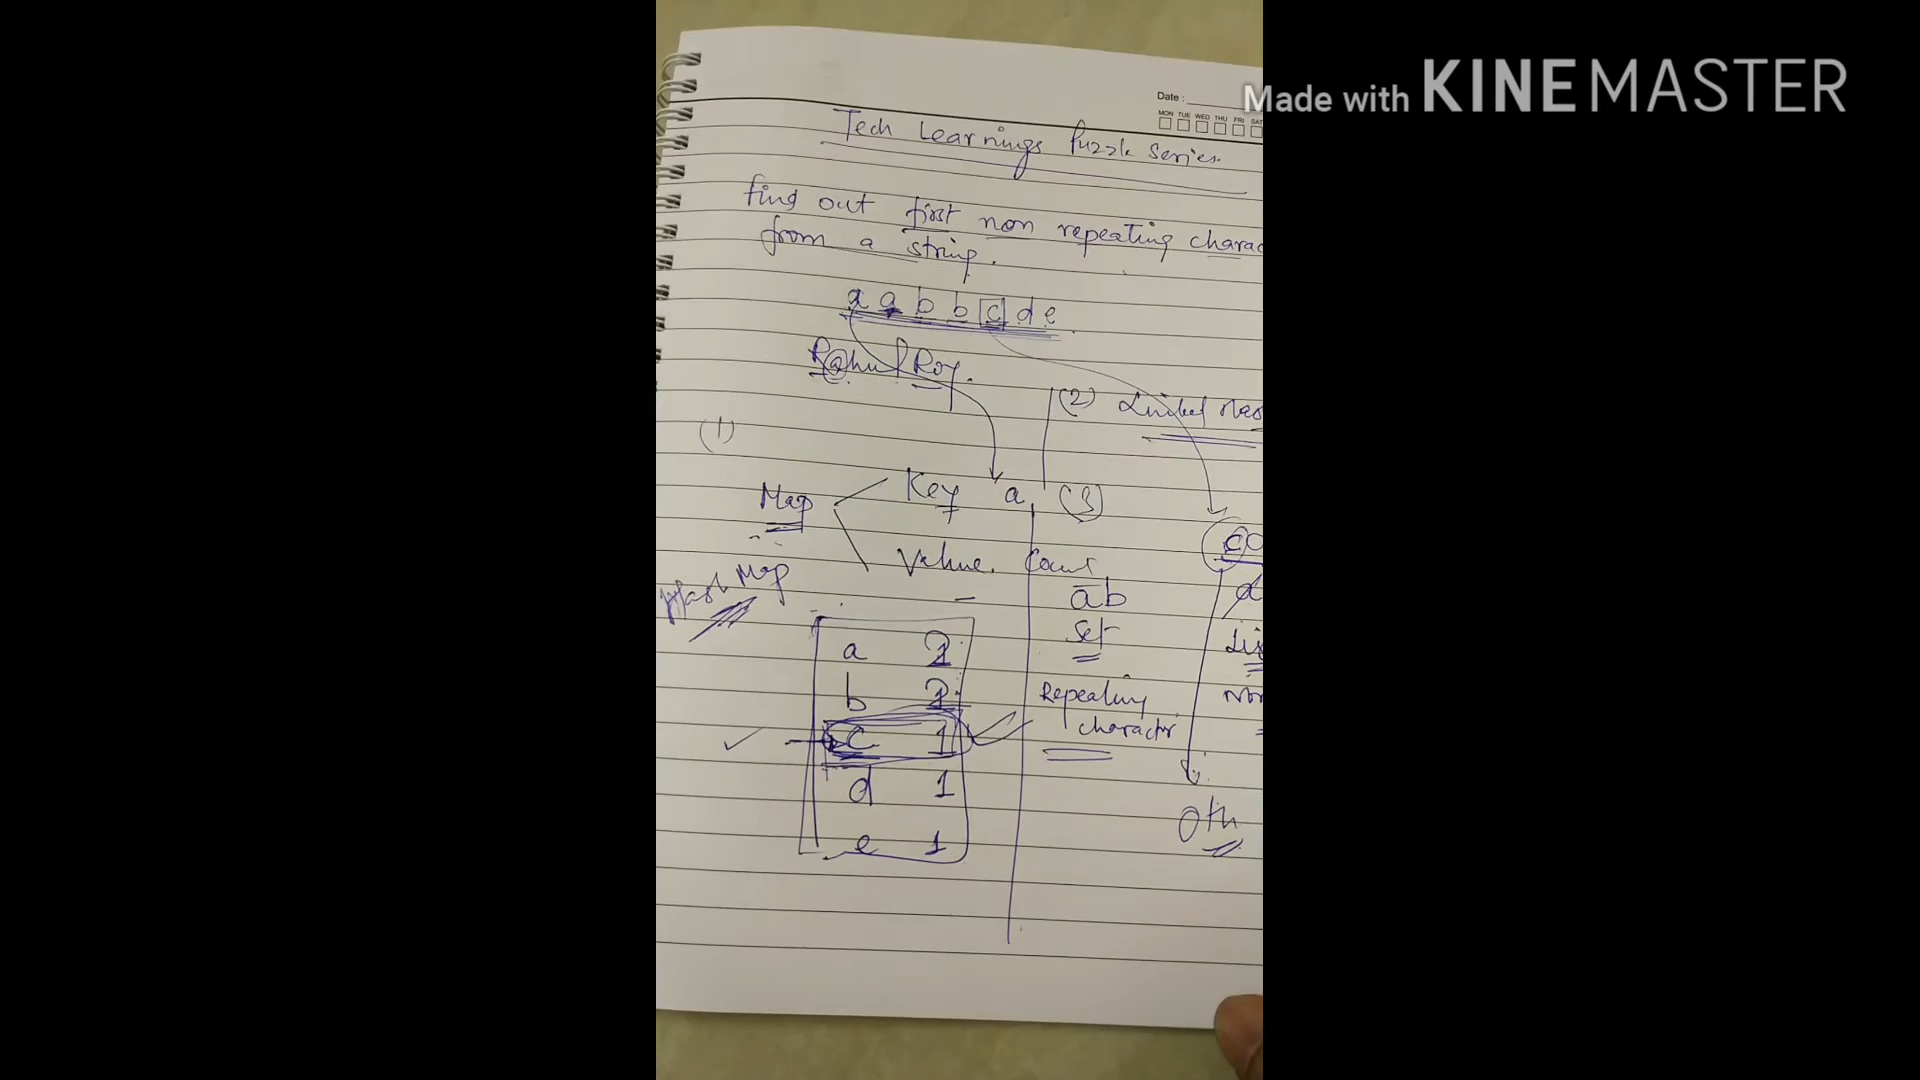 Made with KINEMASTER
Date :
MON TUE WED THU FRI SAT
Tech Learnings Puzzle Series.
find out first non repeating charac
from a string.
a a b b c d e
Rahul Roy.
(1)
(2)
Map
Key a
(3)
Value. Count
Hash Map
ab
set
a 2
b 2
c 1
d 1
e 1
Repeating
character
c
d
Lis
Non
0th